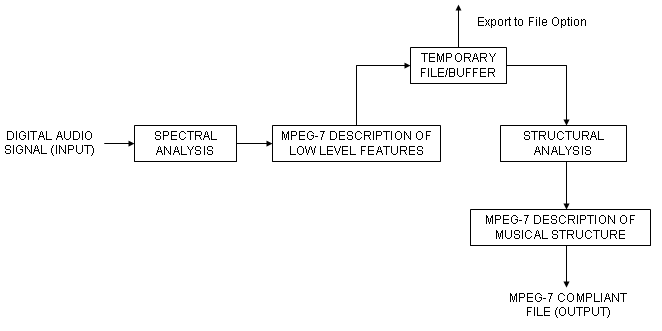 Export to File Option
TEMPORARY
FILE/BUFFER
DIGITAL AUDIO
SIGNAL (INPUT)
SPECTRAL
ANALYSIS
MPEG-7 DESCRIPTION OF
LOW LEVEL FEATURES
STRUCTURAL
ANALYSIS
MPEG-7 DESCRIPTION OF
MUSICAL STRUCTURE
MPEG-7 COMPLIANT
FILE (OUTPUT)